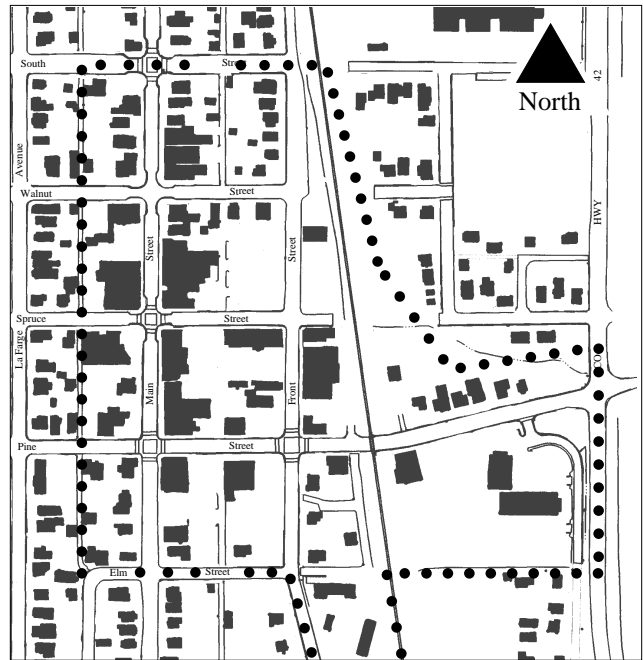 South Street
42
North
Avenue
Walnut Street
HWY
Street
Street
Spruce Street
La Farge
CO
Main
Front
Pine Street
Elm Street